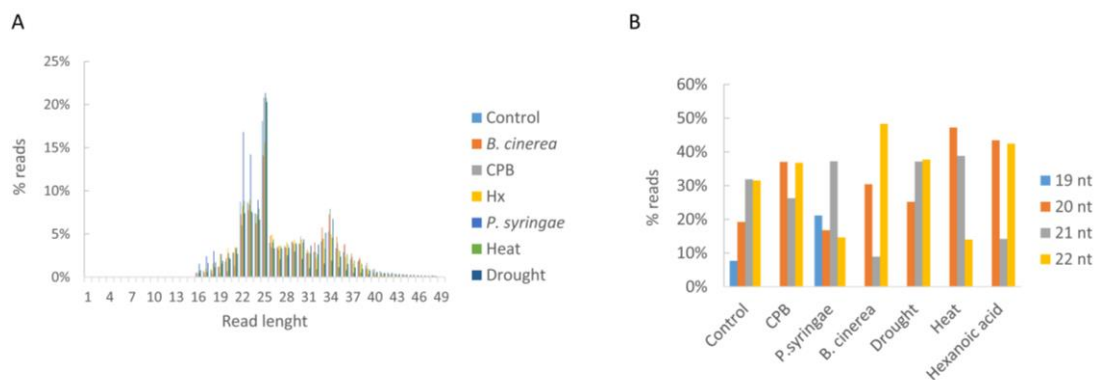 A
B
25%
20%
15%
10%
5%
0%
% reads
1 4 7 10 13 16 19 22 25 28 31 34 37 40 43 46 49
Read lenght
Control
B. cinerea
CPB
Hx
P. syringae
Heat
Drought
60%
50%
40%
30%
20%
10%
0%
% reads
Control
CPB
P.syringae
B. cinerea
Drought
Heat
Hexanoic acid
19 nt
20 nt
21 nt
22 nt